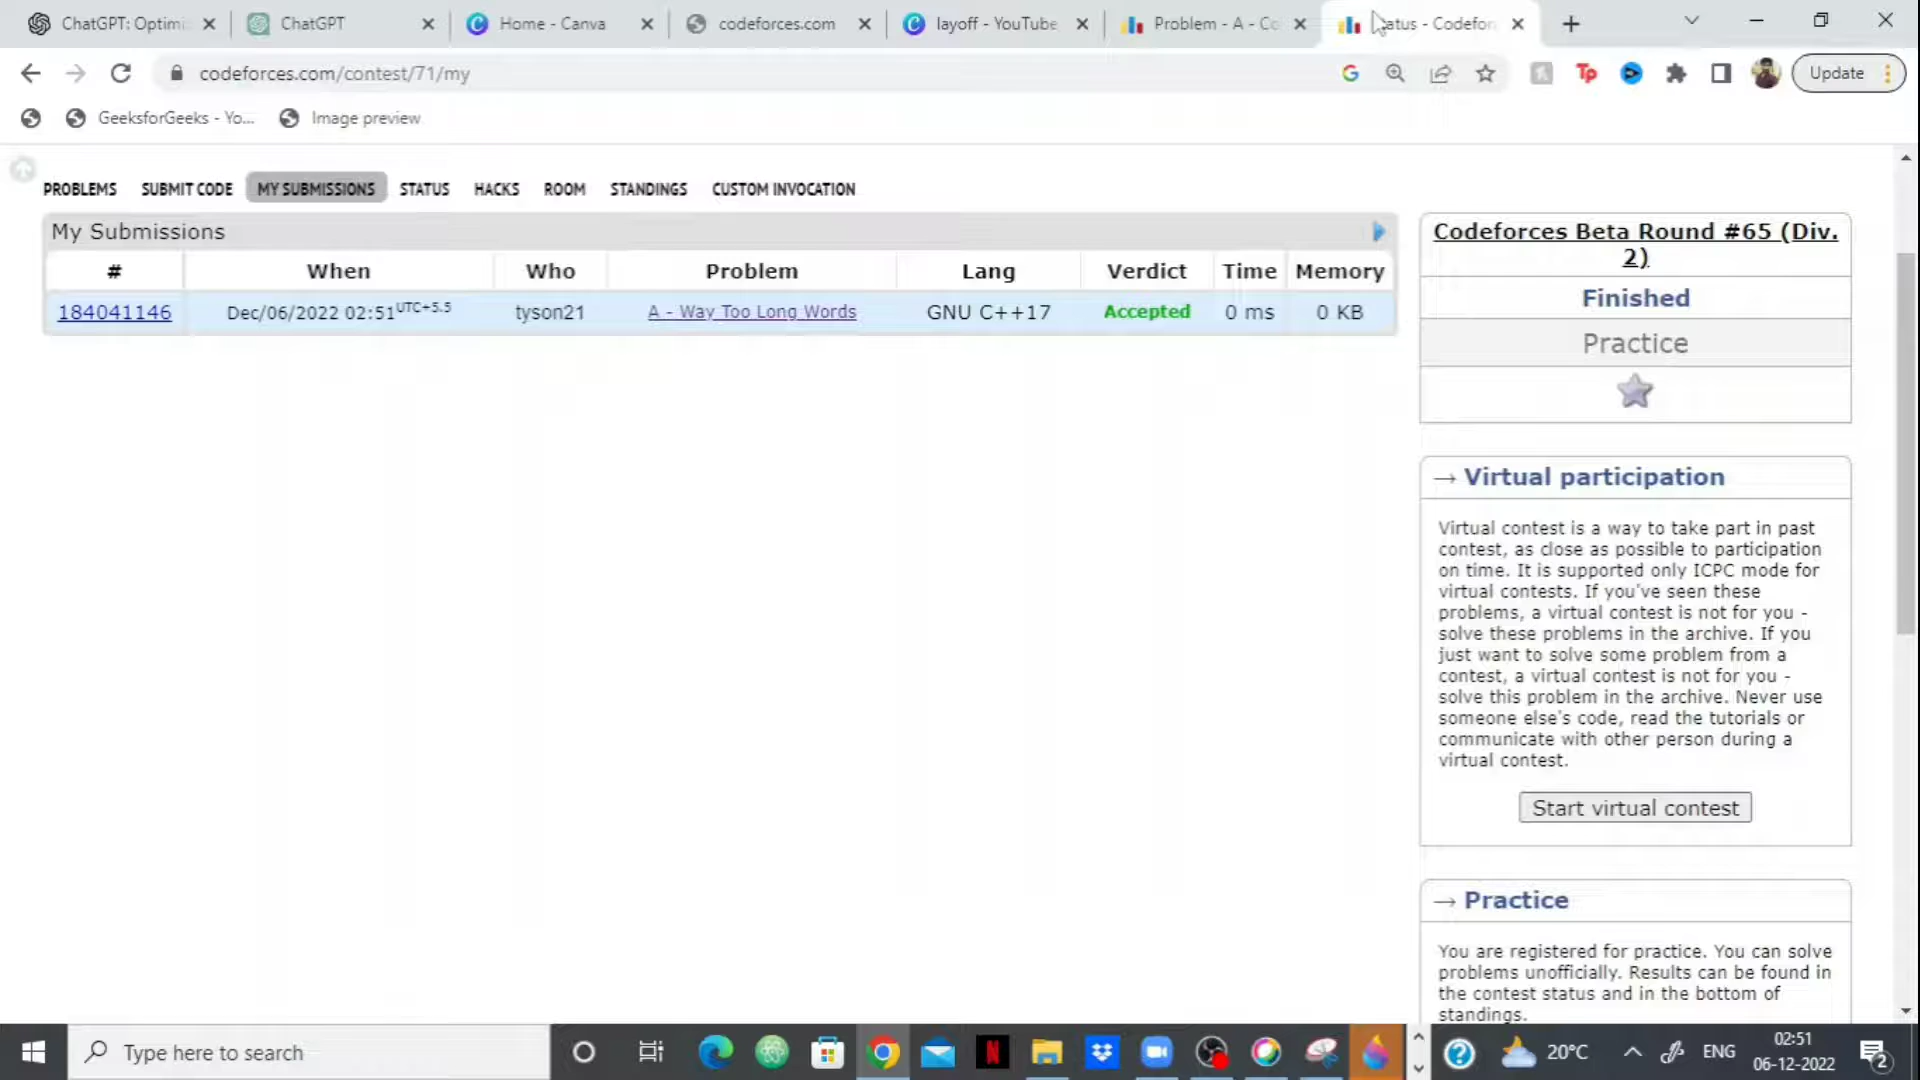 ChatGPT: Optimi
ChatGPT
Home - Canva
codeforces.com
layoff - YouTube
Problem - A - Co
atus - Codefor
codeforces.com/contest/71/my
Update
GeeksforGeeks - Yo...
Image preview
PROBLEMS SUBMIT CODE MY SUBMISSIONS STATUS HACKS ROOM STANDINGS CUSTOM INVOCATION
My Submissions
# When Who Problem Lang Verdict Time Memory
184041146 Dec/06/2022 02:51UTC+5.5 tyson21 A - Way Too Long Words GNU C++17 Accepted 0 ms 0 KB
Codeforces Beta Round #65 (Div.
2)
Finished
Practice
→ Virtual participation
Virtual contest is a way to take part in past
contest, as close as possible to participation
on time. It is supported only ICPC mode for
virtual contests. If you've seen these
problems, a virtual contest is not for you -
solve these problems in the archive. If you
just want to solve some problem from a
contest, a virtual contest is not for you -
solve this problem in the archive. Never use
someone else's code, read the tutorials or
communicate with other person during a
virtual contest.
Start virtual contest
→ Practice
You are registered for practice. You can solve
problems unofficially. Results can be found in
the contest status and in the bottom of
standings.
Type here to search
20°C
ENG
02:51
06-12-2022
2